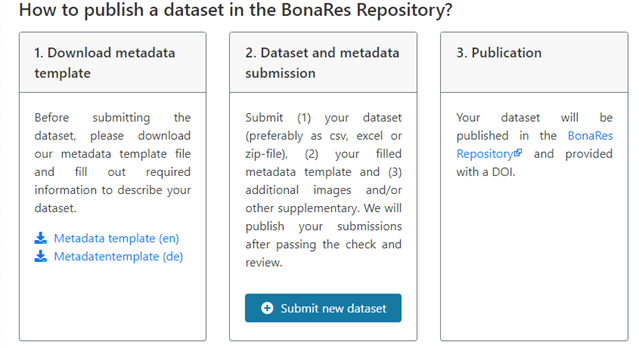 How to publish a dataset in the BonaRes Repository?
1. Download metadata
template
Before submitting the
dataset, please download
our metadata template file
and fill out required
information to describe your
dataset.
Metadata template (en)
Metadatentemplate (de)
2. Dataset and metadata
submission
Submit (1) your dataset
(preferably as csv, excel or
zip-file), (2) your filled
metadata template and (3)
additional images and/or
other supplementary. We will
publish your submissions
after passing the check and
review.
Submit new dataset
3. Publication
Your dataset will be
published in the BonaRes
Repository and provided
with a DOI.